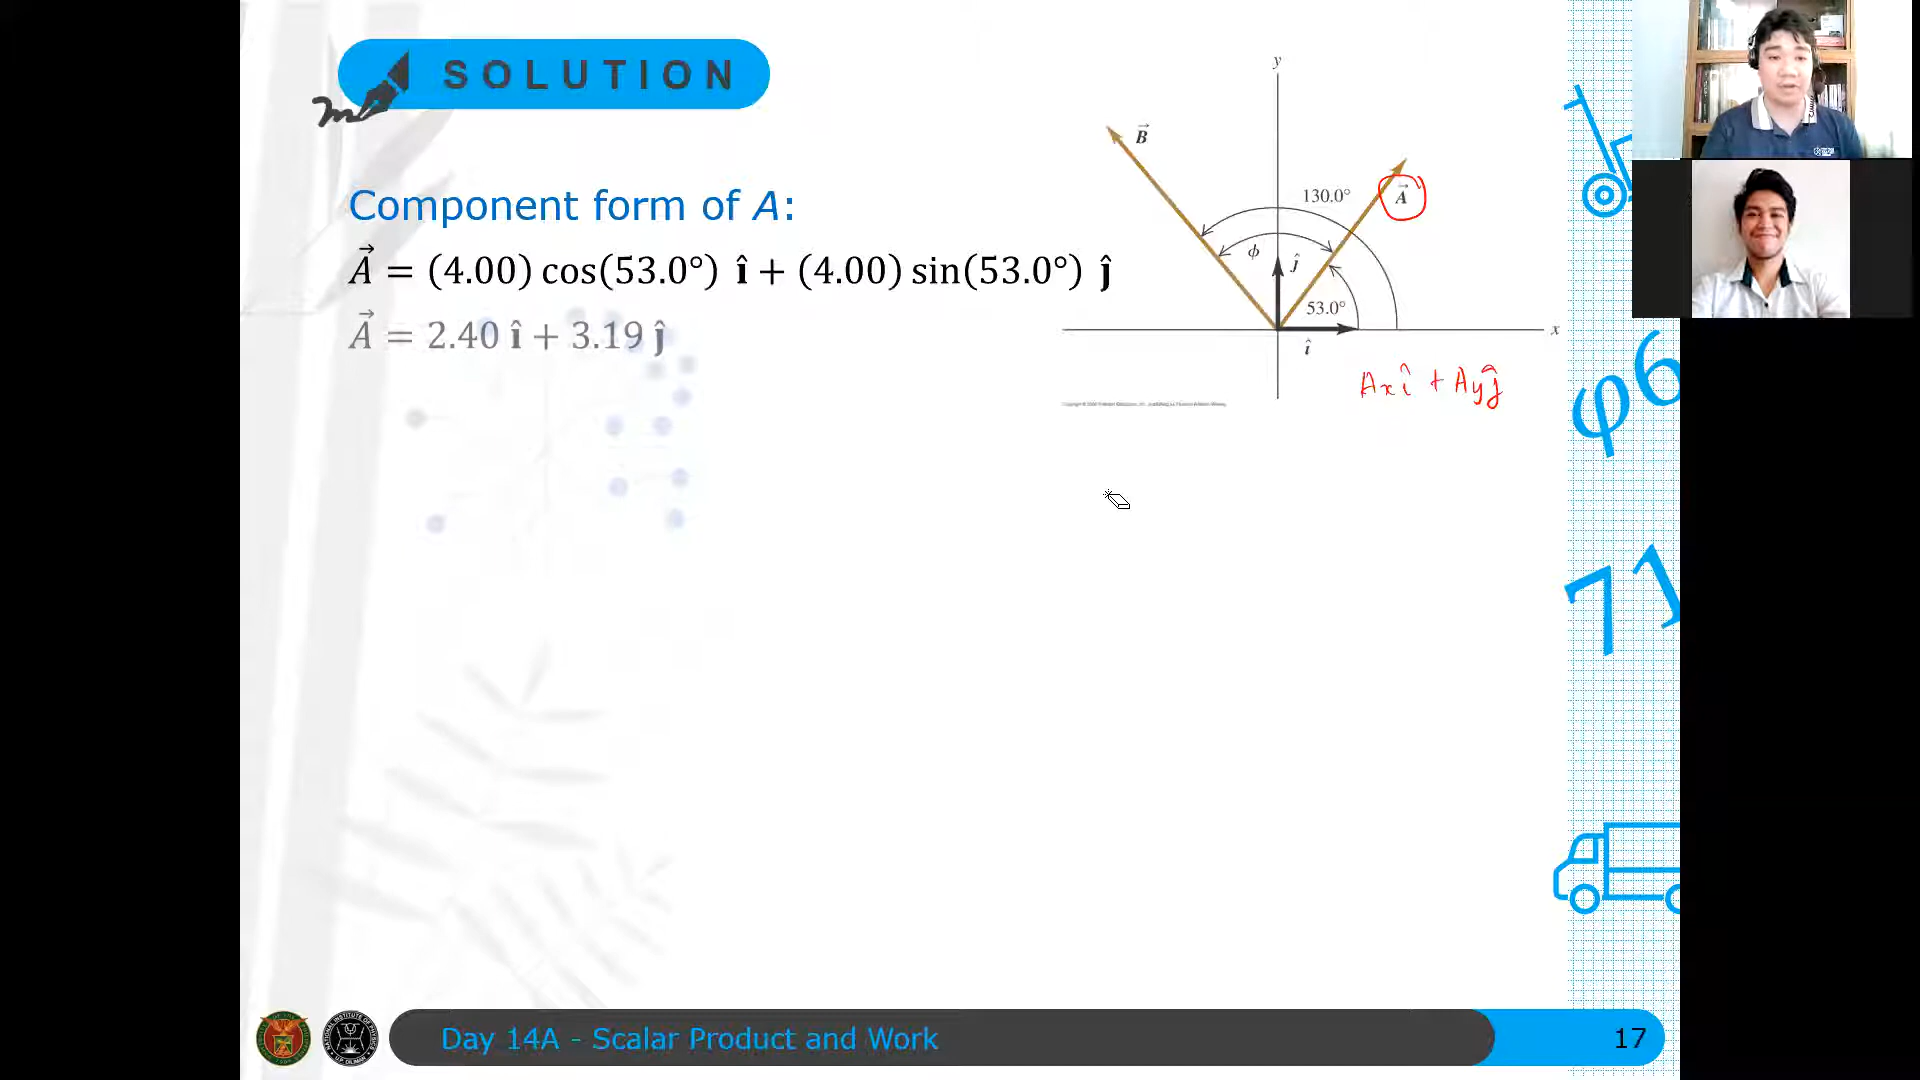 SOLUTION
Component form of A:
A⃗ = (4.00) cos(53.0°) î + (4.00) sin(53.0°) ĵ
A⃗ = 2.40 î + 3.19 ĵ
y
B⃗
130.0°
A⃗
ϕ
ĵ
53.0°
x
î
Axî + Ayĵ
φ6
71
Day 14A - Scalar Product and Work
17